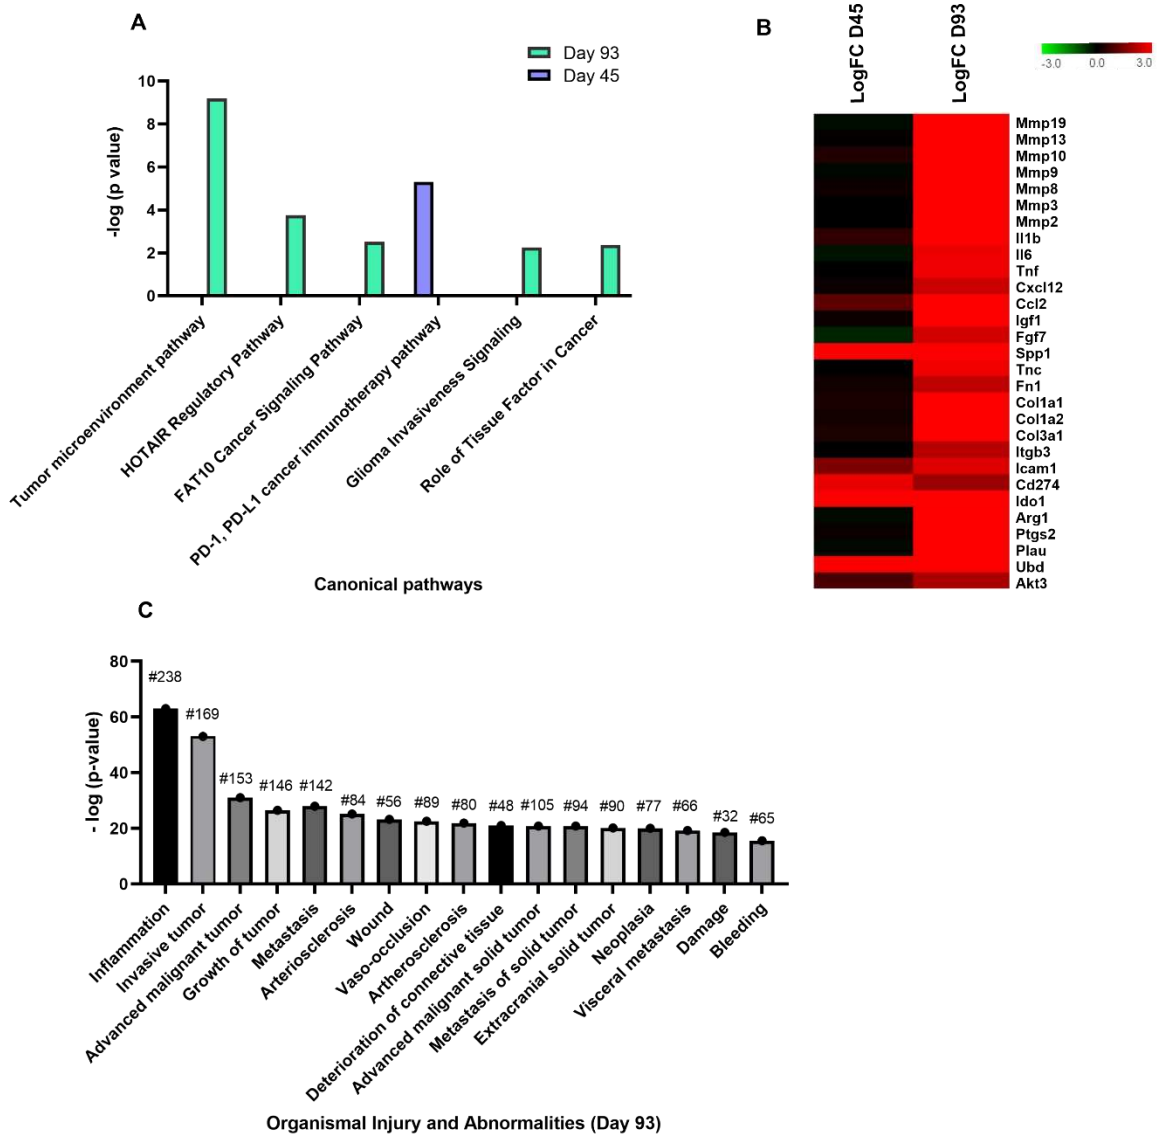 A
Day 93
Day 45
-log (p value)
10
8
6
4
2
0
Tumor microenvironment pathway
HOTAIR Regulatory Pathway
FAT10 Cancer Signaling Pathway
PD-1, PD-L1 cancer immunotherapy pathway
Glioma Invasiveness Signaling
Role of Tissue Factor in Cancer
Canonical pathways
B
LogFC D45
LogFC D93
-3.0 0.0 3.0
Mmp19
Mmp13
Mmp10
Mmp9
Mmp8
Mmp3
Mmp2
Il1b
Il6
Tnf
Cxcl12
Ccl2
Igf1
Fgf7
Spp1
Tnc
Fn1
Col1a1
Col1a2
Col3a1
Itgb3
Icam1
Cd274
Ido1
Arg1
Ptgs2
Plau
Ubd
Akt3
C
- log (p-value)
80
60
40
20
0
#238
#169
#153
#146
#142
#84
#56
#89
#80
#48
#105
#94
#90
#77
#66
#32
#65
Inflammation
Invasive tumor
Advanced malignant tumor
Growth of tumor
Metastasis
Arteriosclerosis
Wound
Vaso-occlusion
Artherosclerosis
Deterioration of connective tissue
Advanced malignant solid tumor
Metastasis of solid tumor
Extracranial solid tumor
Neoplasia
Visceral metastasis
Damage
Bleeding
Organismal Injury and Abnormalities (Day 93)